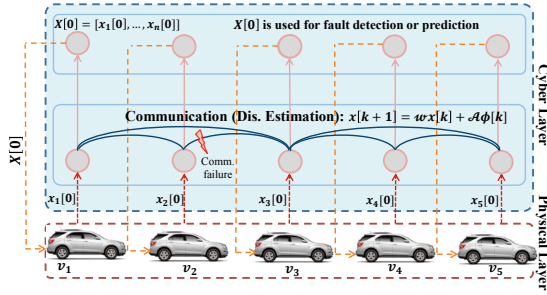 X[0] = [x₁[0], ..., xₙ[0]]
X[0] is used for fault detection or prediction
Communication (Dis. Estimation): x[k + 1] = 𝓌x[k] + 𝒜ϕ[k]
Comm.
failure
X[0]
x₁[0]
x₂[0]
x₃[0]
x₄[0]
x₅[0]
v₁
v₂
v₃
v₄
v₅
Cyber Layer
Physical Layer